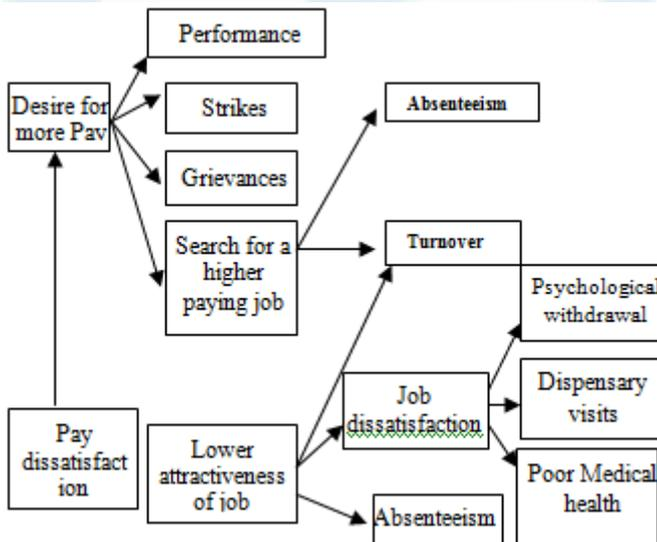 Performance
Desire for
more Pay
Strikes
Absenteeism
Grievances
Search for a
higher
paying job
Turnover
Psychological
withdrawal
Job
dissatisfaction
Dispensary
visits
Pay
dissatisfact
ion
Lower
attractiveness
of job
Poor Medical
health
Absenteeism